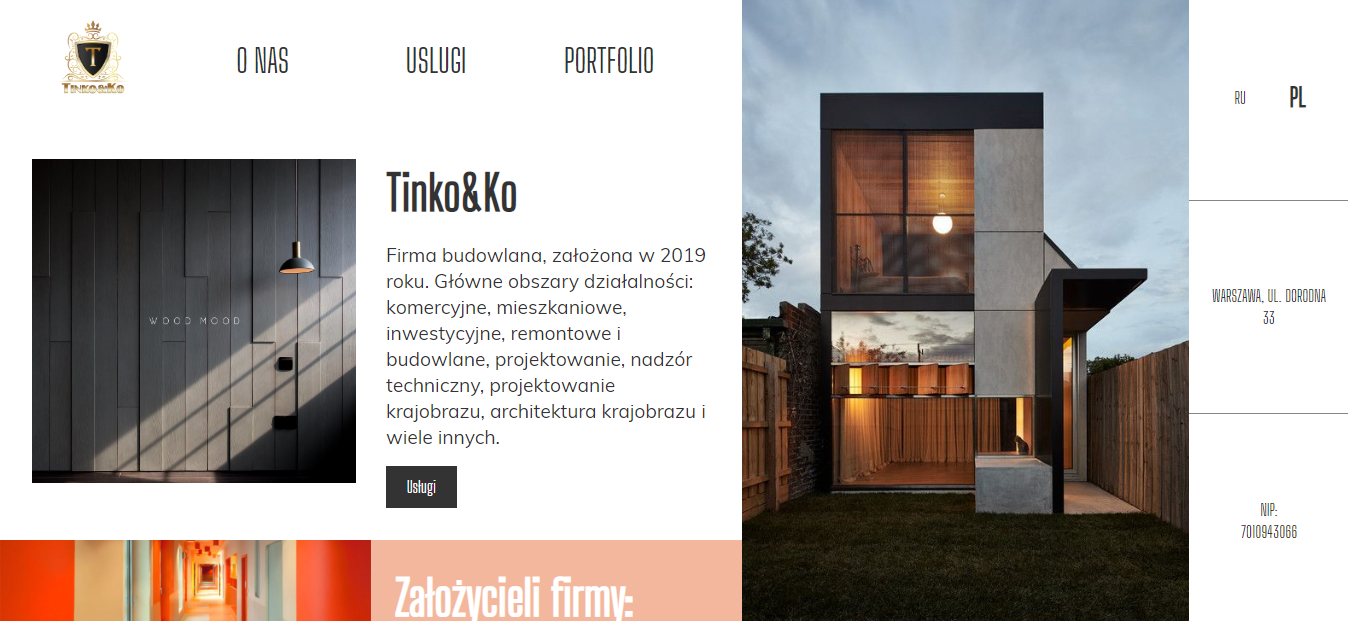 T
Tinko&Ko
O NAS
USLUGI
PORTFOLIO
RU
PL
WOOD MOOD
Tinko&Ko
Firma budowlana, założona w 2019
roku. Główne obszary działalności:
komercyjne, mieszkaniowe,
inwestycyjne, remontowe i
budowlane, projektowanie, nadzór
techniczny, projektowanie
krajobrazu, architektura krajobrazu i
wiele innych.
Usługi
Założycieli firmy:
WARSZAWA, UL. DORODNA
33
NIP:
7010943066